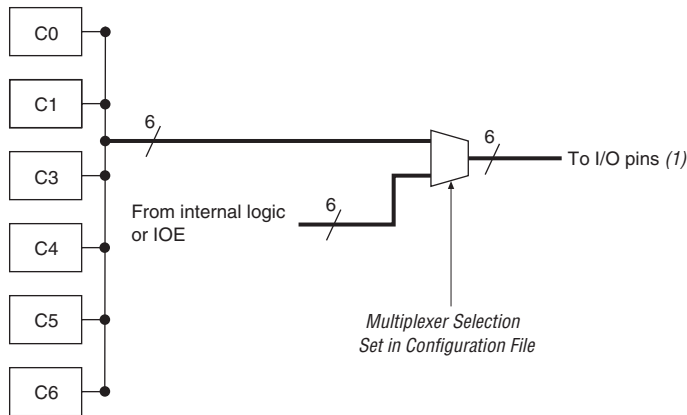 C0
C1
6
6
To I/O pins (1)
C3
From internal logic
or IOE
6
C4
C5
Multiplexer Selection
Set in Configuration File
C6